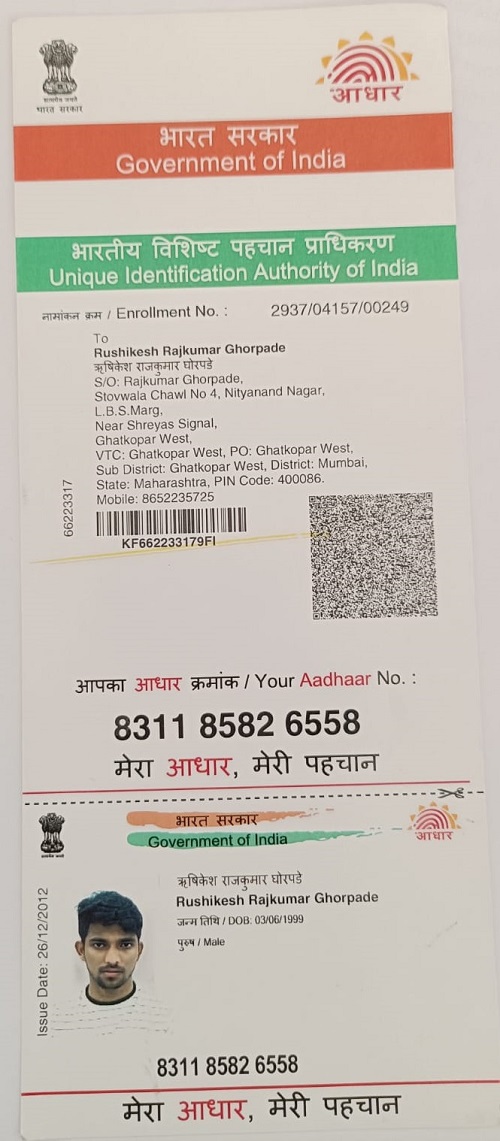 सत्यमेव जयते
भारत सरकार
आधार
भारत सरकार
Government of India
भारतीय विशिष्ट पहचान प्राधिकरण
Unique Identification Authority of India
नामांकन क्रम / Enrollment No. : 2937/04157/00249
To
Rushikesh Rajkumar Ghorpade
ऋषिकेश राजकुमार घोरपडे
S/O: Rajkumar Ghorpade,
Stovwala Chawl No 4, Nityanand Nagar,
L.B.S.Marg,
Near Shreyas Signal,
Ghatkopar West,
VTC: Ghatkopar West, PO: Ghatkopar West,
Sub District: Ghatkopar West, District: Mumbai,
State: Maharashtra, PIN Code: 400086.
Mobile: 8652235725
66223317
KF662233179FI
आपका आधार क्रमांक / Your Aadhaar No. :
8311 8582 6558
मेरा आधार, मेरी पहचान
भारत सरकार
Government of India
आधार
ऋषिकेश राजकुमार घोरपडे
Rushikesh Rajkumar Ghorpade
जन्म तिथि / DOB: 03/06/1999
पुरुष / Male
Issue Date: 26/12/2012
8311 8582 6558
मेरा आधार, मेरी पहचान